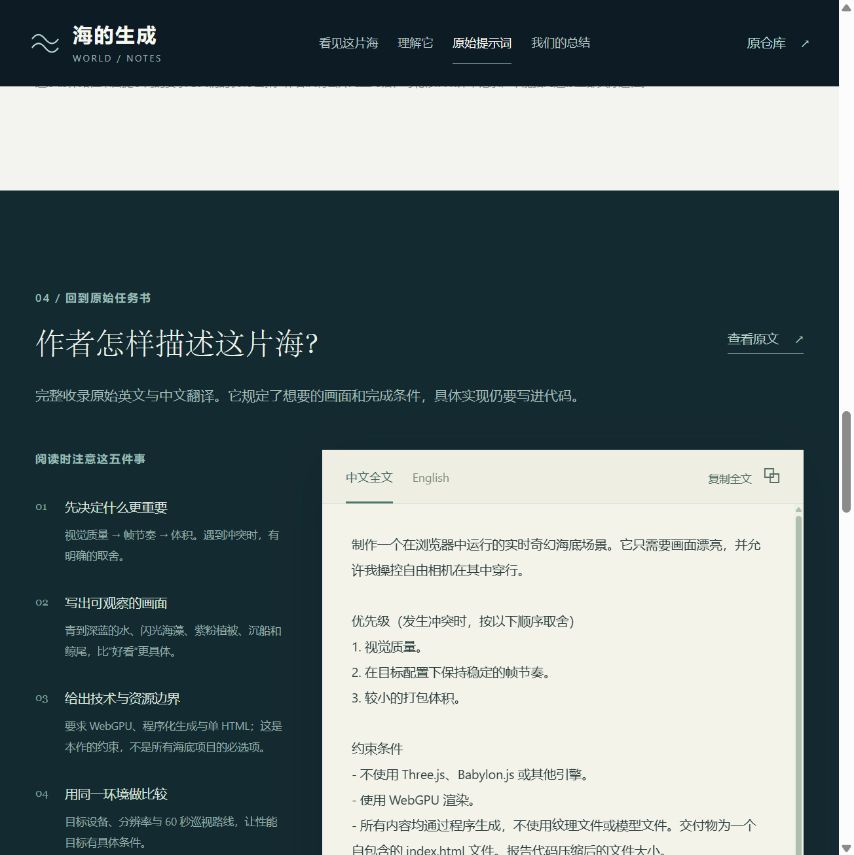 海的生成
WORLD / NOTES
看见这片海 理解它 原始提示词 我们的总结
原仓库 ↗
04 / 回到原始任务书
作者怎样描述这片海?
查看原文 ↗
完整收录原始英文与中文翻译。它规定了想要的画面和完成条件，具体实现仍要写进代码。
阅读时注意这五件事
01 先决定什么更重要
视觉质量 → 帧节奏 → 体积。遇到冲突时，有
明确的取舍。
02 写出可观察的画面
青到深蓝的水、闪光海藻、紫粉植被、沉船和
鲸尾，比“好看”更具体。
03 给出技术与资源边界
要求 WebGPU、程序化生成与单 HTML；这是
本作的约束，不是所有海底项目的必选项。
04 用同一环境做比较
目标设备、分辨率与 60 秒巡视路线，让性能
目标有具体条件。
中文全文 English
复制全文
制作一个在浏览器中运行的实时奇幻海底场景。它只需要画面漂亮，并允
许我操控自由相机在其中穿行。
优先级（发生冲突时，按以下顺序取舍）
1. 视觉质量。
2. 在目标配置下保持稳定的帧节奏。
3. 较小的打包体积。
约束条件
- 不使用 Three.js、Babylon.js 或其他引擎。
- 使用 WebGPU 渲染。
- 所有内容均通过程序生成，不使用纹理文件或模型文件。交付物为一个
自包含的 index.html 文件。报告代码压缩后的文件大小。